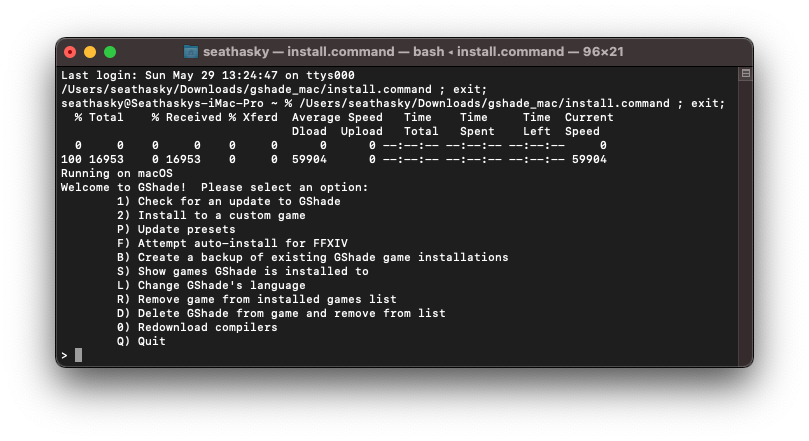 seathasky — install.command — bash ◂ install.command — 96×21
Last login: Sun May 29 13:24:47 on ttys000
/Users/seathasky/Downloads/gshade_mac/install.command ; exit;
seathasky@Seathaskys-iMac-Pro ~ % /Users/seathasky/Downloads/gshade_mac/install.command ; exit;
  % Total    % Received % Xferd  Average Speed   Time    Time     Time  Current
                                 Dload  Upload   Total   Spent    Left  Speed
  0     0    0     0    0     0      0      0 --:--:-- --:--:-- --:--:--     0
100 16953    0 16953    0     0  59904      0 --:--:-- --:--:-- --:--:-- 59904
Running on macOS
Welcome to GShade!  Please select an option:
        1) Check for an update to GShade
        2) Install to a custom game
        P) Update presets
        F) Attempt auto-install for FFXIV
        B) Create a backup of existing GShade game installations
        S) Show games GShade is installed to
        L) Change GShade's language
        R) Remove game from installed games list
        D) Delete GShade from game and remove from list
        0) Redownload compilers
        Q) Quit
>